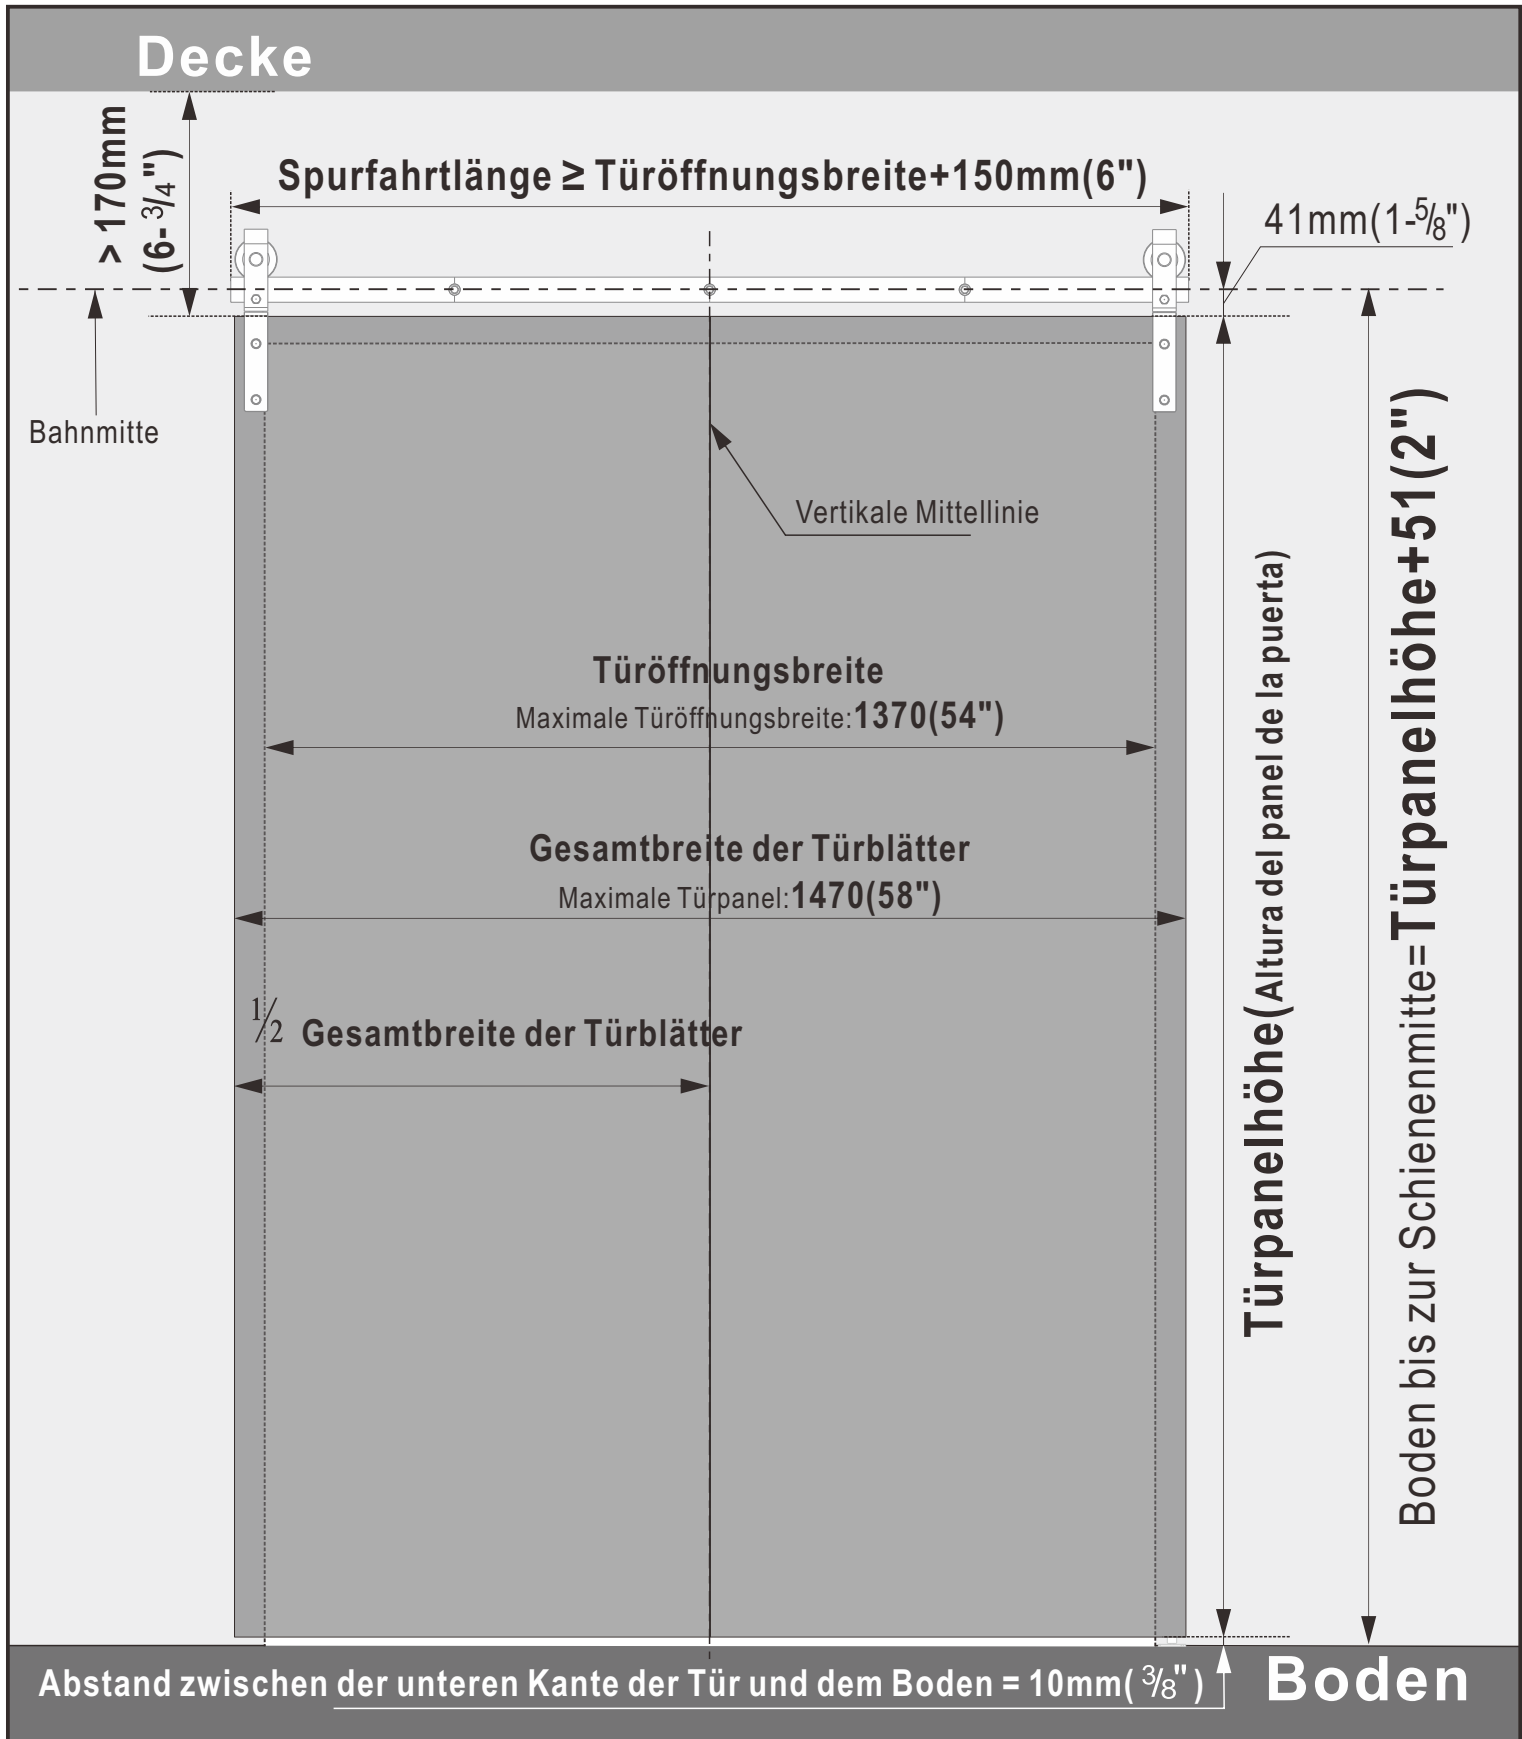 Decke
> 170mm
(6- 3/4")
Spurfahrtlänge ≥ Türöffnungsbreite+150mm(6")
41mm(1-5/8")
Bahnmitte
Vertikale Mittellinie
Türöffnungsbreite
Maximale Türöffnungsbreite:1370(54")
Gesamtbreite der Türblätter
Maximale Türpanel:1470(58")
1/2 Gesamtbreite der Türblätter
Türpanelhöhe(Altura del panel de la puerta)
Boden bis zur Schienenmitte=Türpanelhöhe+51(2")
Abstand zwischen der unteren Kante der Tür und dem Boden = 10mm( 3/8" )
Boden